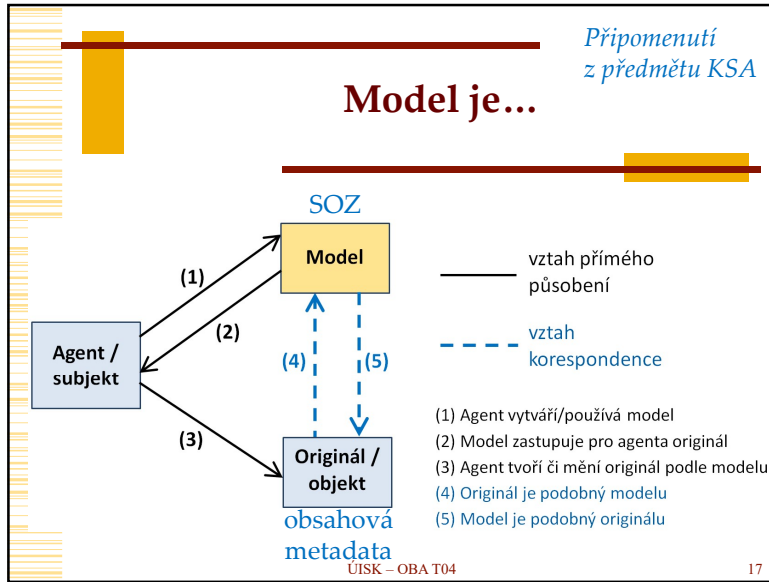 Připomenutí
z předmětu KSA
Model je...
SOZ
Model
(1)
(2)
Agent /
subjekt
(3)
(4)
(5)
Originál /
objekt
obsahová
metadata
vztah přímého
působení
vztah
korespondence
(1) Agent vytváří/používá model
(2) Model zastupuje pro agenta originál
(3) Agent tvoří či mění originál podle modelu
(4) Originál je podobný modelu
(5) Model je podobný originálu
ÚISK – OBA T04
17